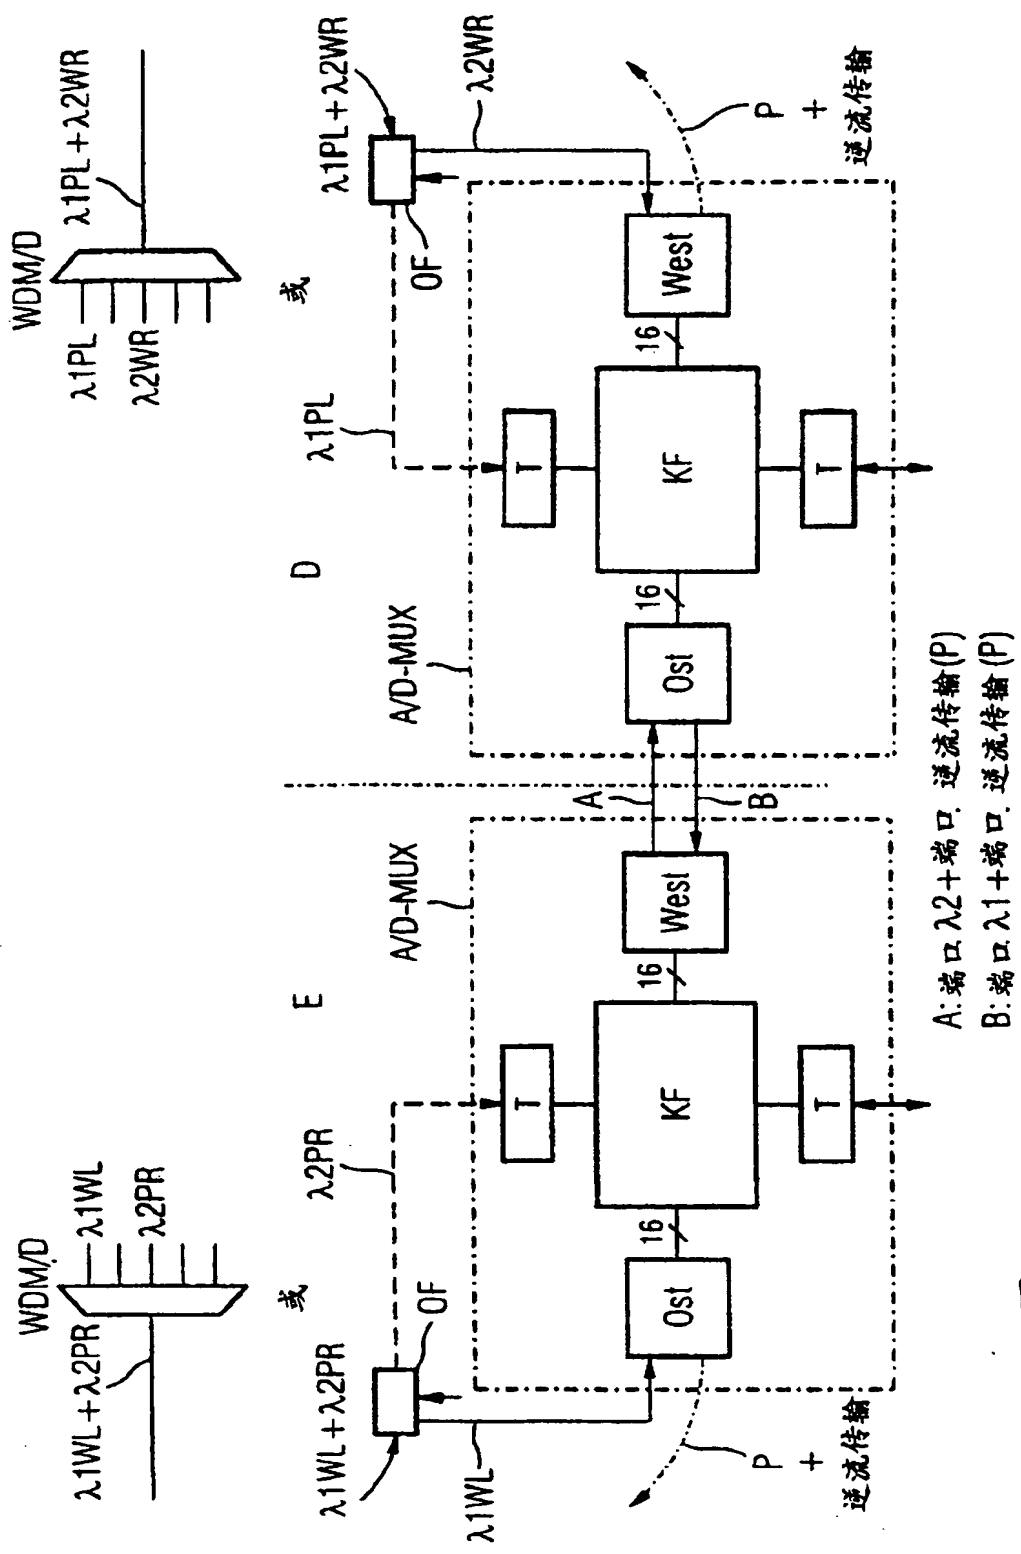 WDM/D
λ1WL+λ2PR
λ1WL
λ2PR
WDM/D
λ1PL
λ2WR
λ1PL+λ2WR
或
或
λ1WL+λ2PR
OF
λ2PR
E
D
λ1PL
OF
λ1PL+λ2WR
λ1WL
λ2WR
A/D-MUX
A/D-MUX
T
T
Ost
16
KF
16
West
A
B
Ost
16
KF
16
West
T
T
P
+
逆流传输
P
+
逆流传输
A:端口λ2+端口,逆流传输(P)
B:端口λ1+端口,逆流传输(P)